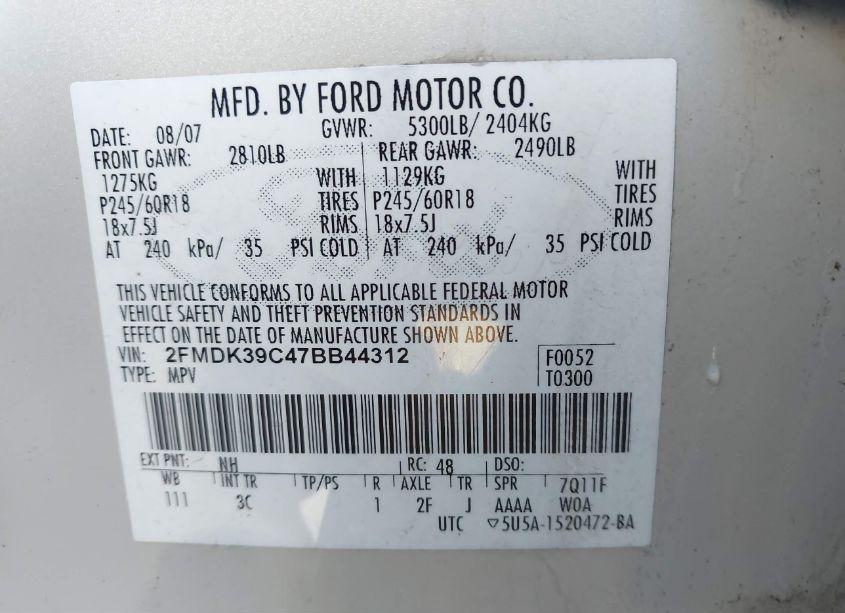 MFD. BY FORD MOTOR CO.
DATE: 08/07 GVWR: 5300LB/ 2404KG
FRONT GAWR: 2810LB REAR GAWR: 2490LB
1275KG WITH 1129KG WITH
P245/60R18 TIRES P245/60R18 TIRES
18x7.5J RIMS 18x7.5J RIMS
AT 240 kPa/ 35 PSI COLD AT 240 kPa/ 35 PSI COLD
THIS VEHICLE CONFORMS TO ALL APPLICABLE FEDERAL MOTOR
VEHICLE SAFETY AND THEFT PREVENTION STANDARDS IN
EFFECT ON THE DATE OF MANUFACTURE SHOWN ABOVE.
VIN: 2FMDK39C47BB44312 F0052
TYPE: MPV T0300
EXT PNT: NH RC: 48 DSO:
WB INT TR TP/PS R AXLE TR SPR 7Q11F
111 3C 1 2F J AAAA WOA
UTC ▽5U5A-1520472-BA